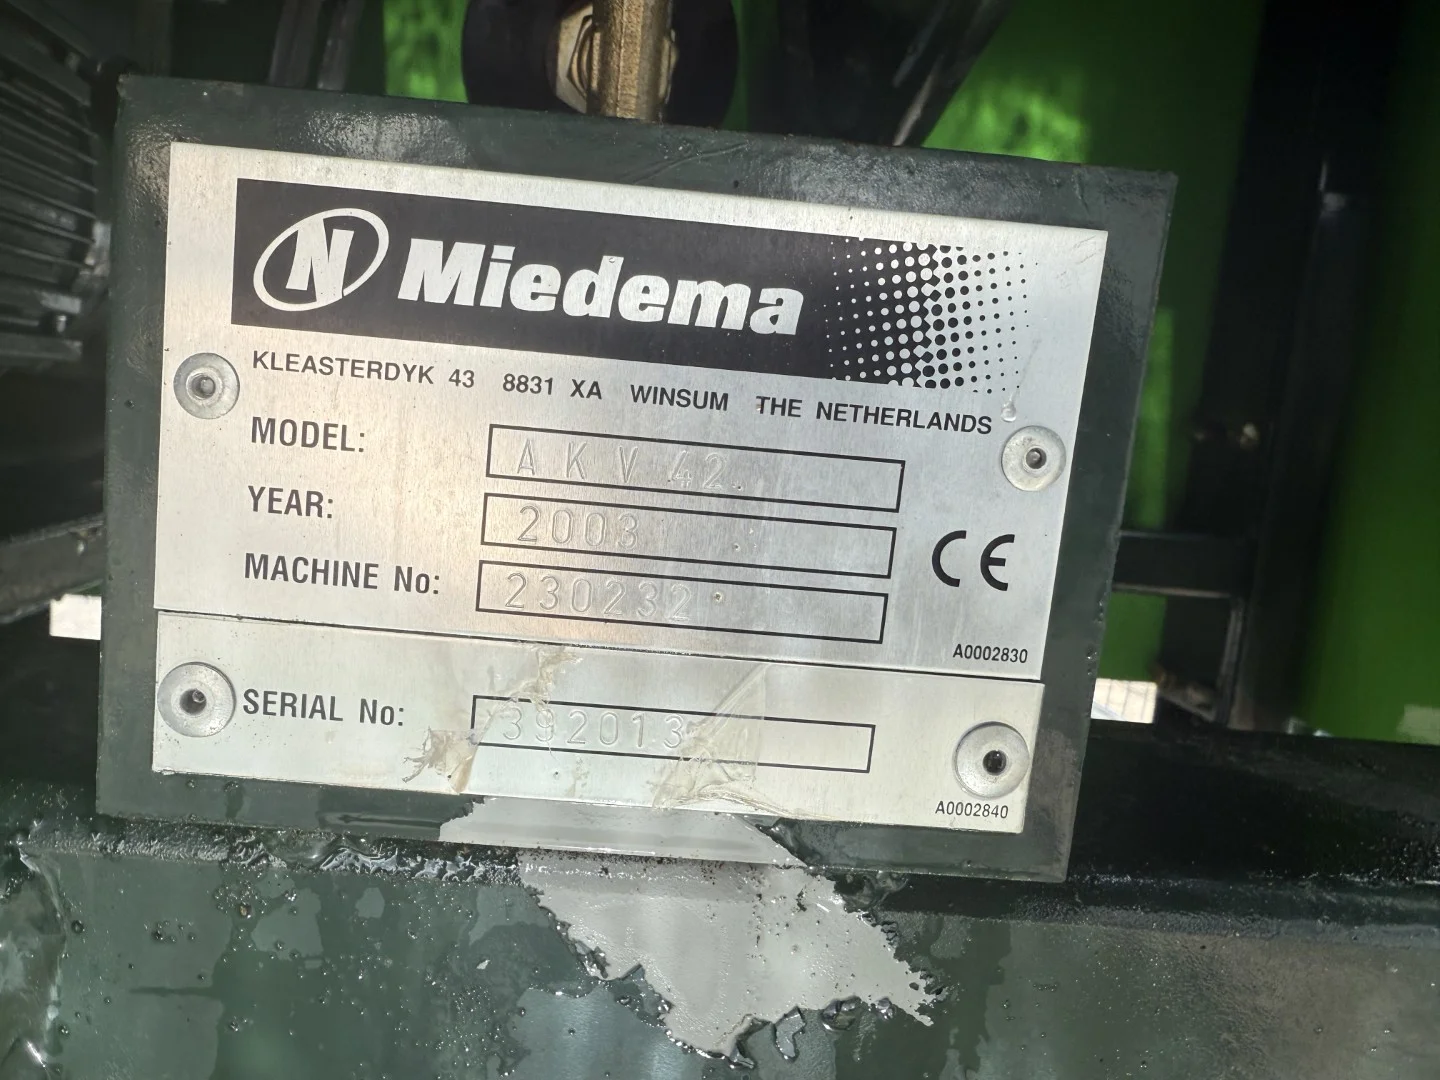 N Miedema
KLEASTERDYK 43 8831 XA WINSUM THE NETHERLANDS
MODEL: AKV 42
YEAR: 2003
CE
MACHINE No: 230232
A0002830
SERIAL No: 392013
A0002840